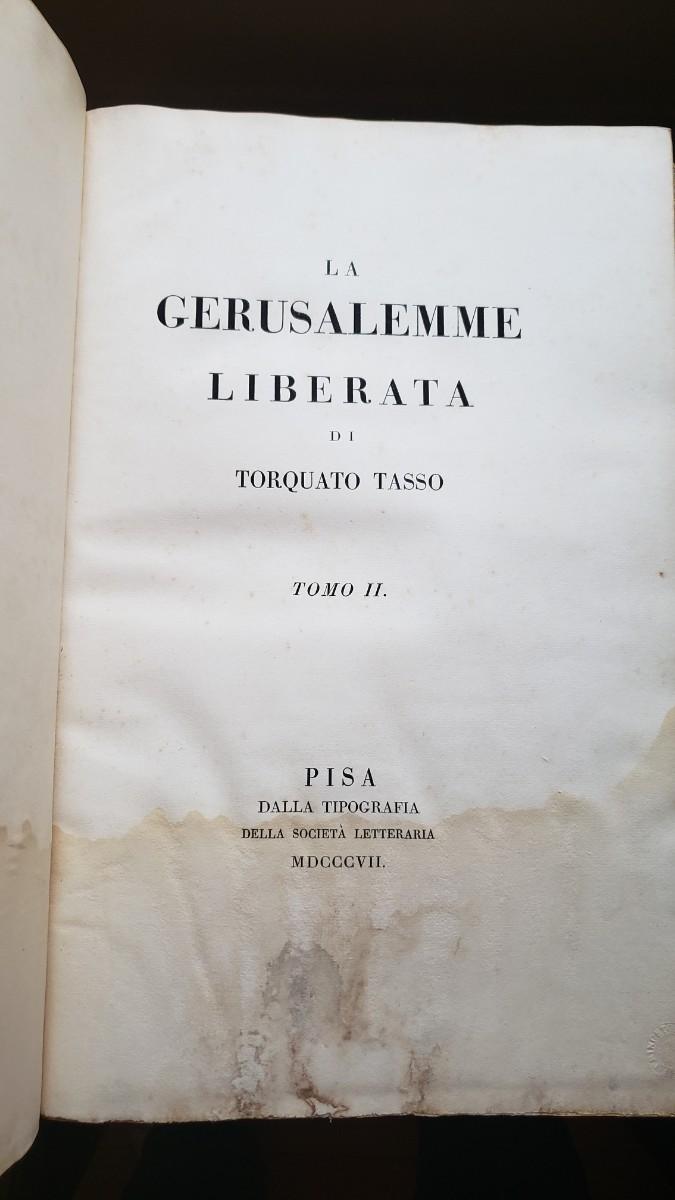 LA
GERUSALEMME
LIBERATA
DI
TORQUATO TASSO
TOMO II.
PISA
DALLA TIPOGRAFIA
DELLA SOCIETÀ LETTERARIA
MDCCCVII.